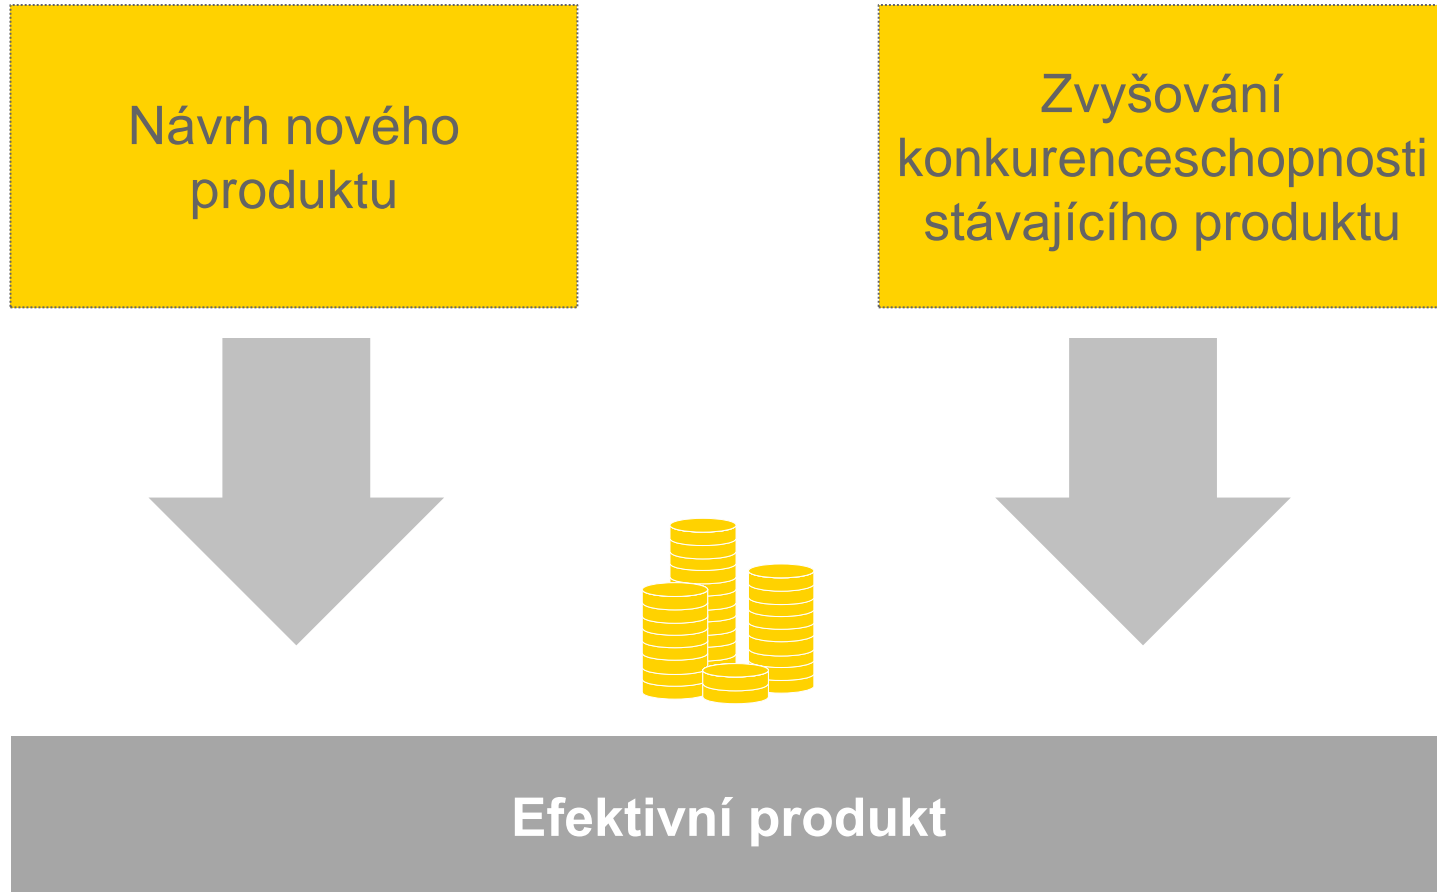 Návrh nového
produktu
Zvyšování
konkurenceschopnosti
stávajícího produktu
Efektivní produkt